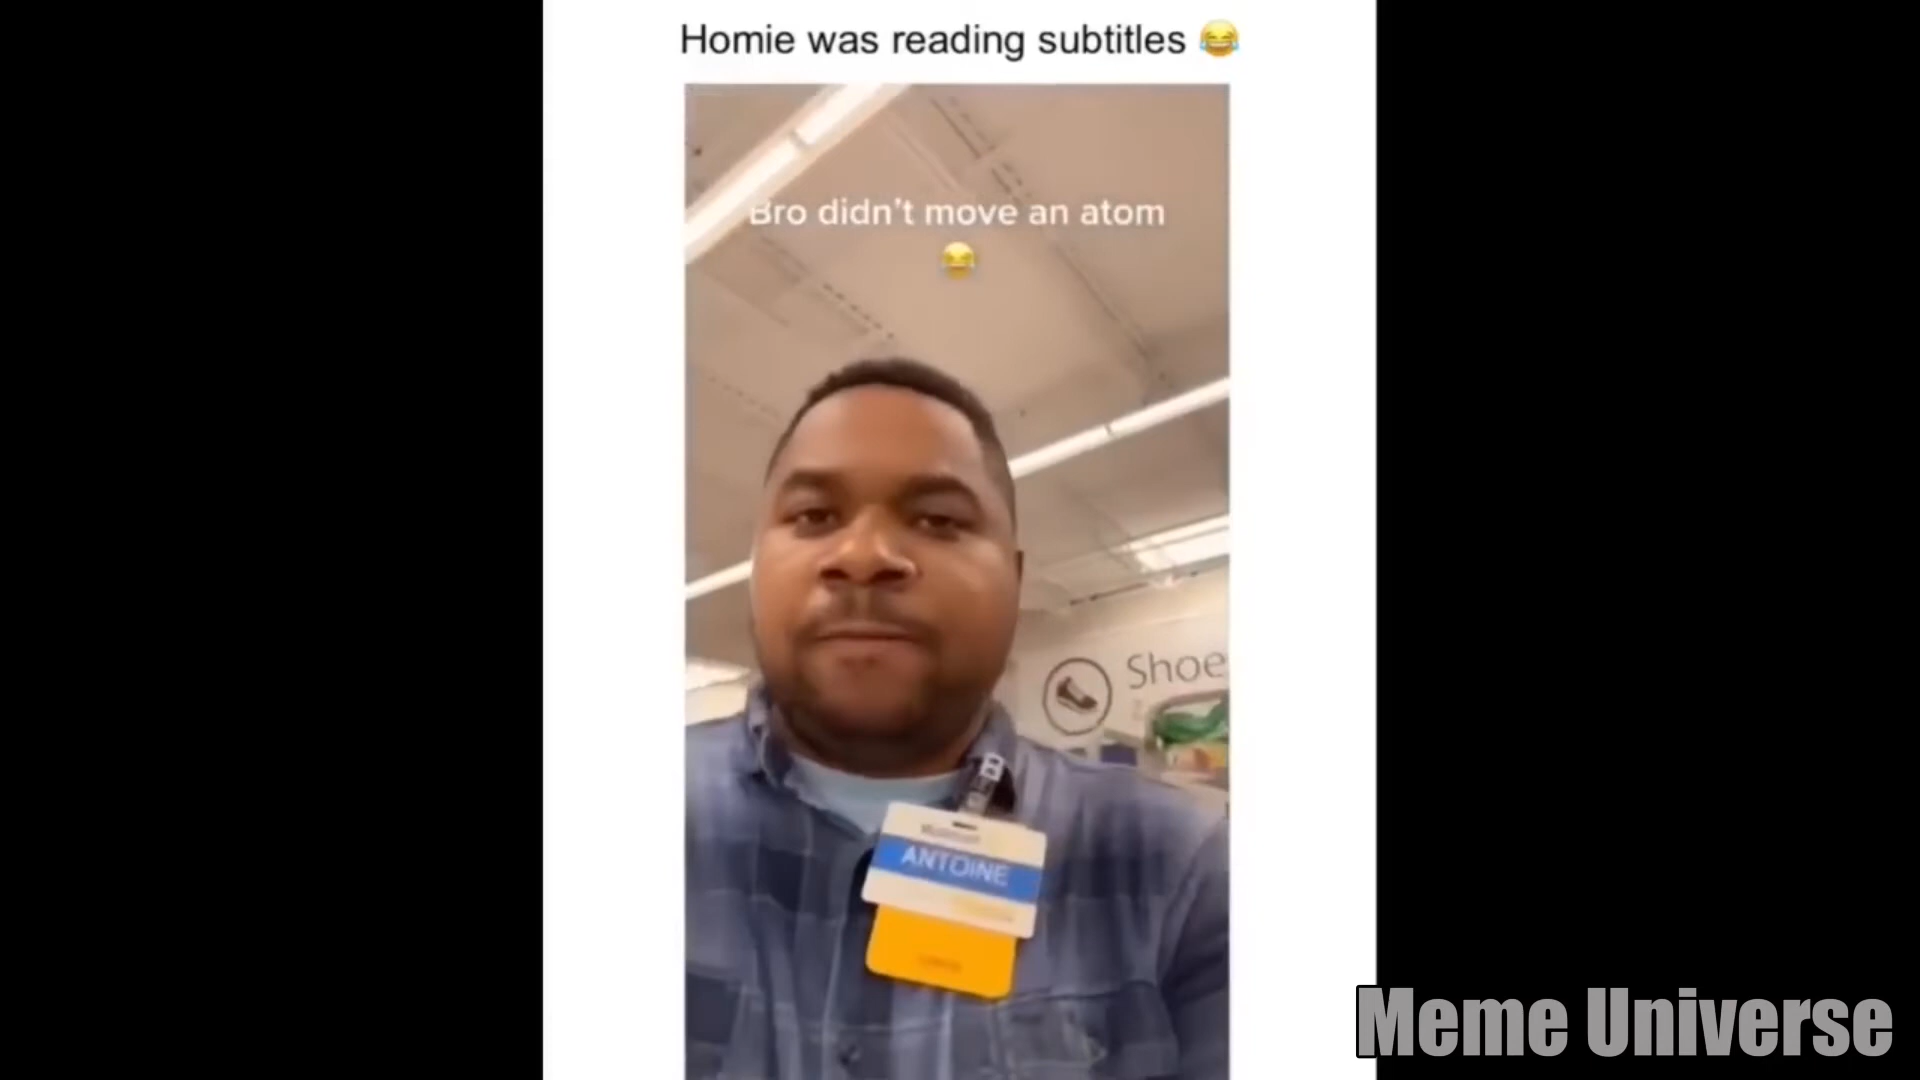 Homie was reading subtitles 😂
Bro didn't move an atom
😂
Shoe
ANTOINE
Meme Universe